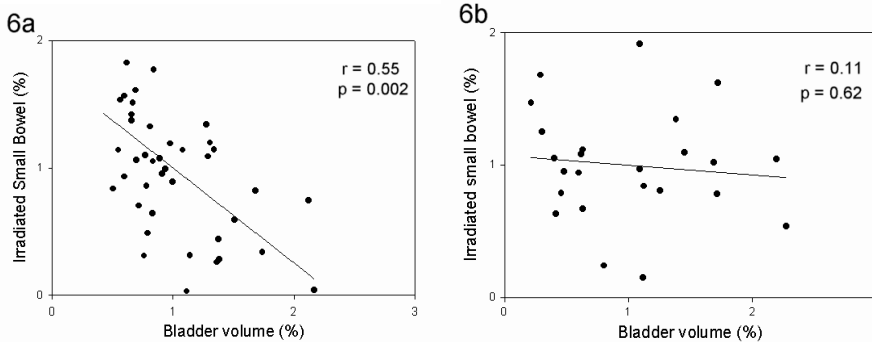 6a
2
1
0
Irradiated Small Bowel (%)
r = 0.55
p = 0.002
0 1 2 3
Bladder volume (%)
6b
2
1
0
Irradiated Small bowel (%)
r = 0.11
p = 0.62
0 1 2
Bladder volume (%)